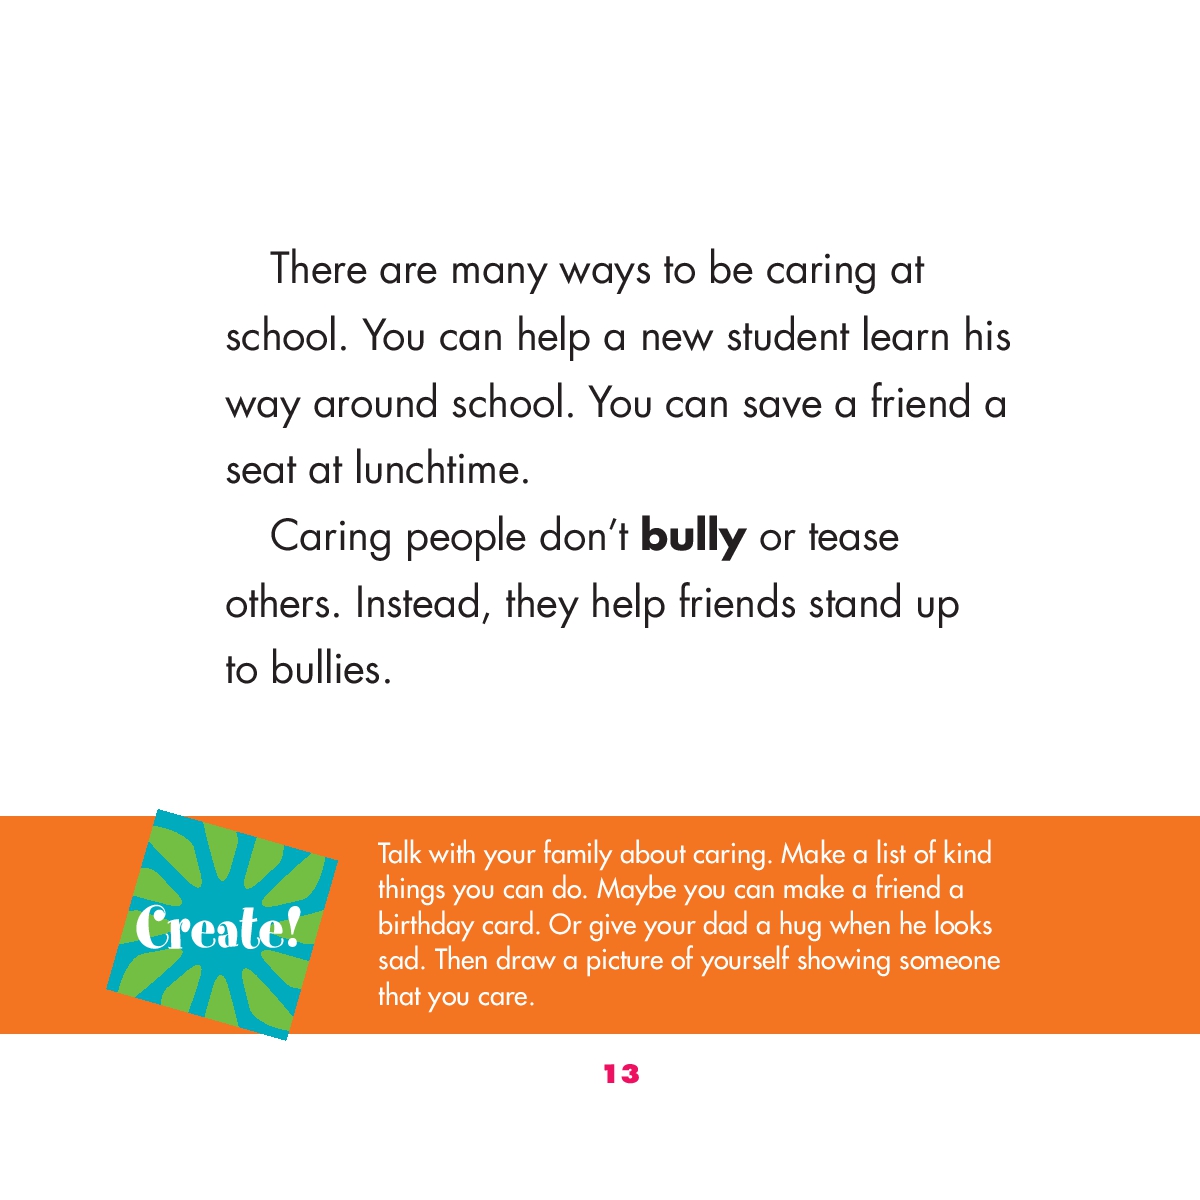 There are many ways to be caring at
school. You can help a new student learn his
way around school. You can save a friend a
seat at lunchtime.
Caring people don’t bully or tease
others. Instead, they help friends stand up
to bullies.
Create!
Talk with your family about caring. Make a list of kind
things you can do. Maybe you can make a friend a
birthday card. Or give your dad a hug when he looks
sad. Then draw a picture of yourself showing someone
that you care.
13